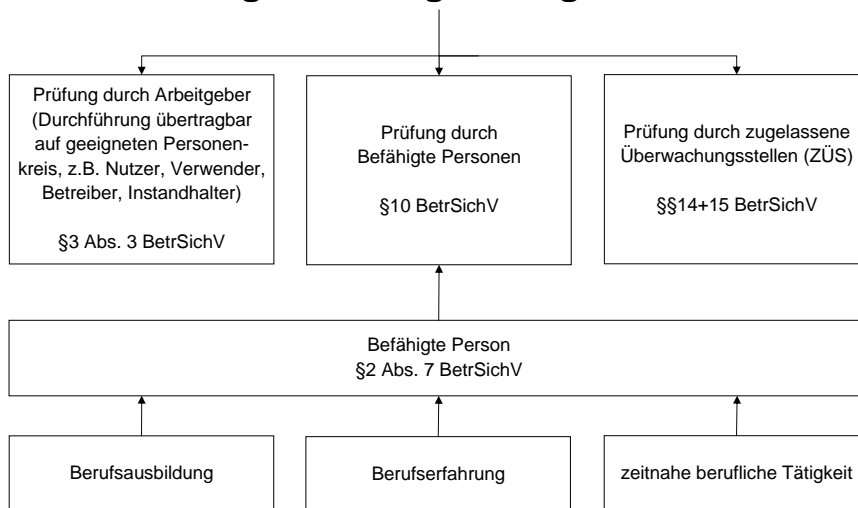 Prüfung durch Arbeitgeber
(Durchführung übertragbar
auf geeigneten Personen-
kreis, z.B. Nutzer, Verwender,
Betreiber, Instandhalter)
§3 Abs. 3 BetrSichV
Prüfung durch
Befähigte Personen
§10 BetrSichV
Prüfung durch zugelassene
Überwachungsstellen (ZÜS)
§§14+15 BetrSichV
Befähigte Person
§2 Abs. 7 BetrSichV
Berufsausbildung
Berufserfahrung
zeitnahe berufliche Tätigkeit